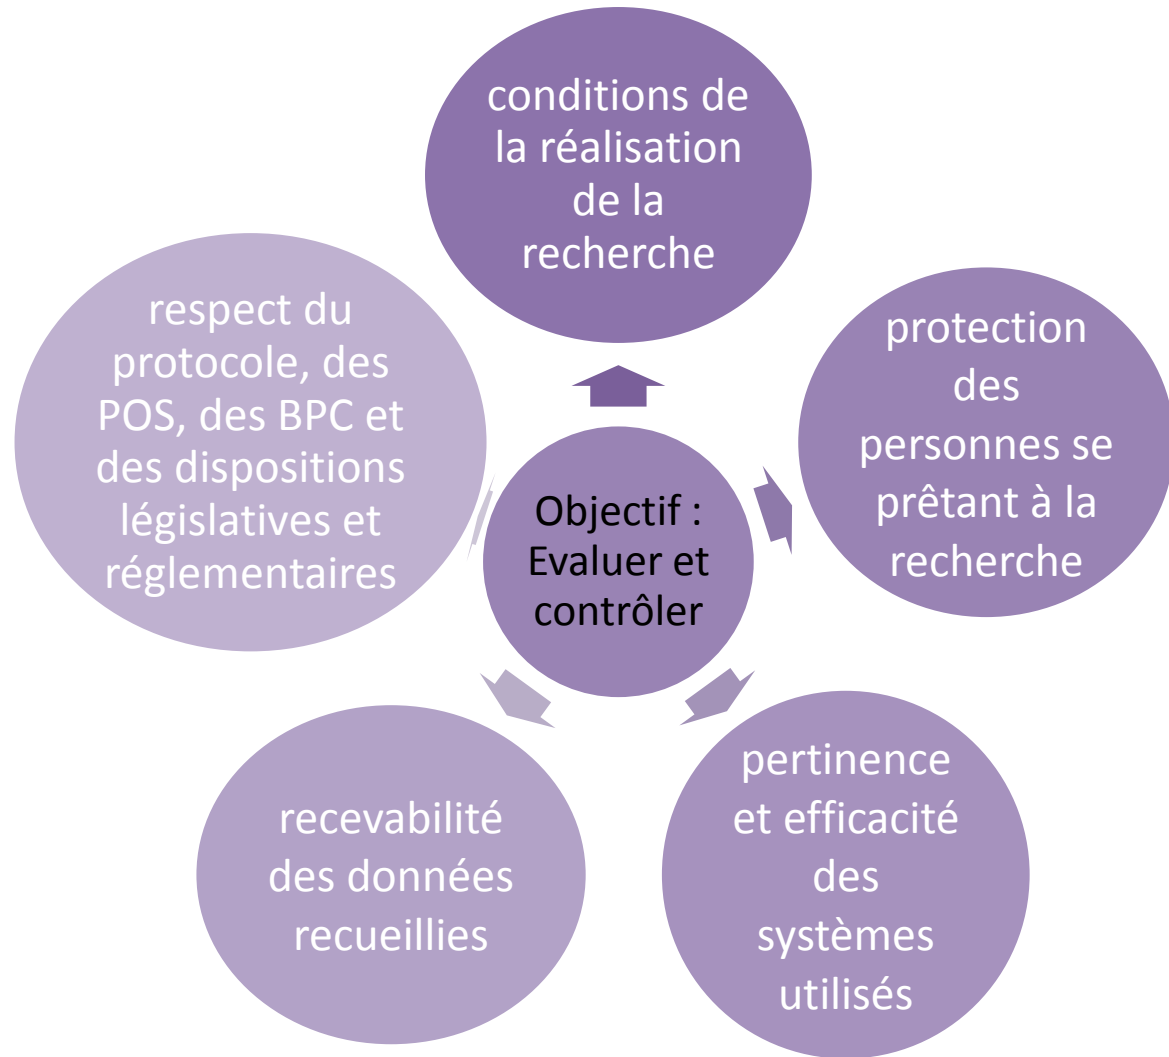 conditions de
la réalisation
de la
recherche
protection
des
personnes se
prêtant à la
recherche
pertinence
et efficacité
des
systèmes
utilisés
recevabilité
des données
recueillies
respect du
protocole, des
POS, des BPC et
des dispositions
législatives et
réglementaires
Objectif :
Evaluer et
contrôler